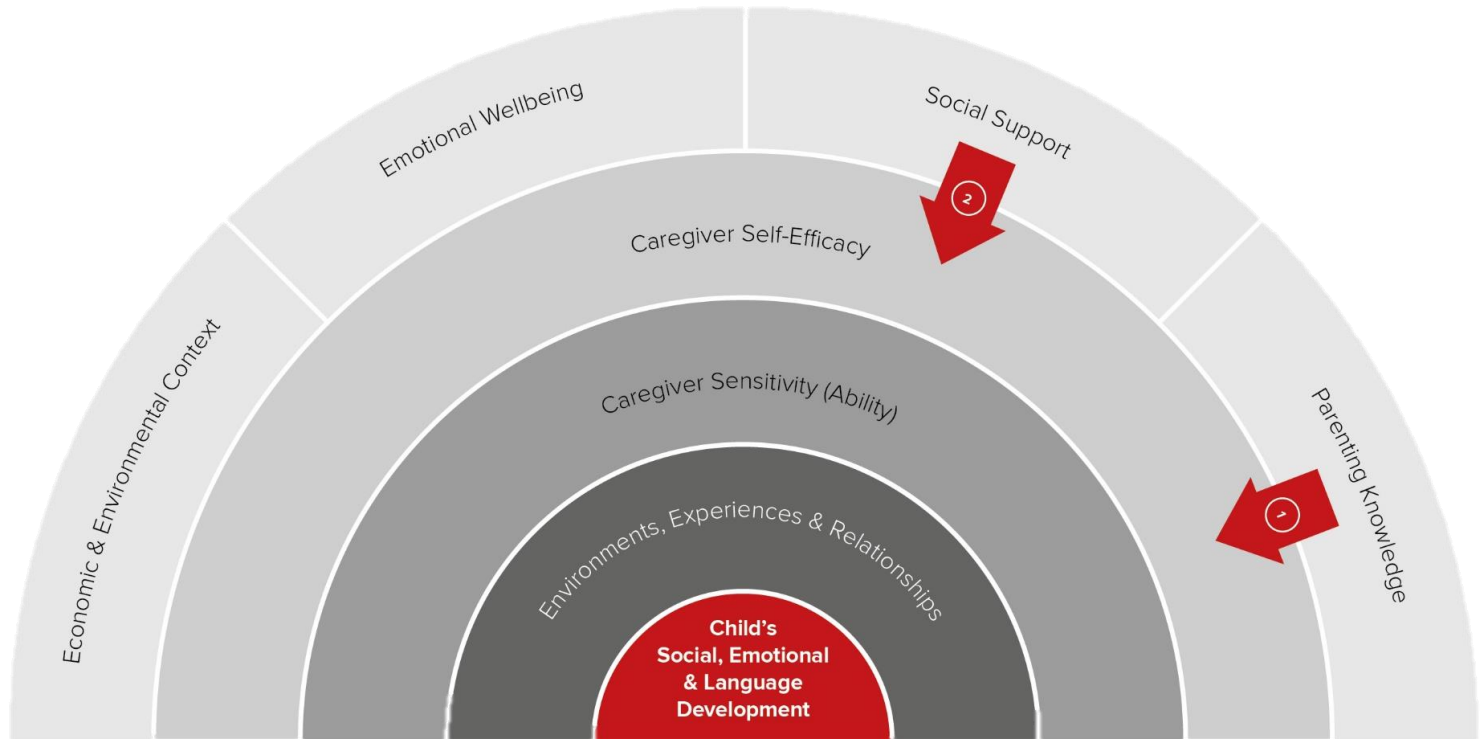 Economic & Environmental Context
Emotional Wellbeing
Social Support
Parenting Knowledge
2
1
Caregiver Self-Efficacy
Caregiver Sensitivity (Ability)
Environments, Experiences & Relationships
Child’s
Social, Emotional
& Language
Development